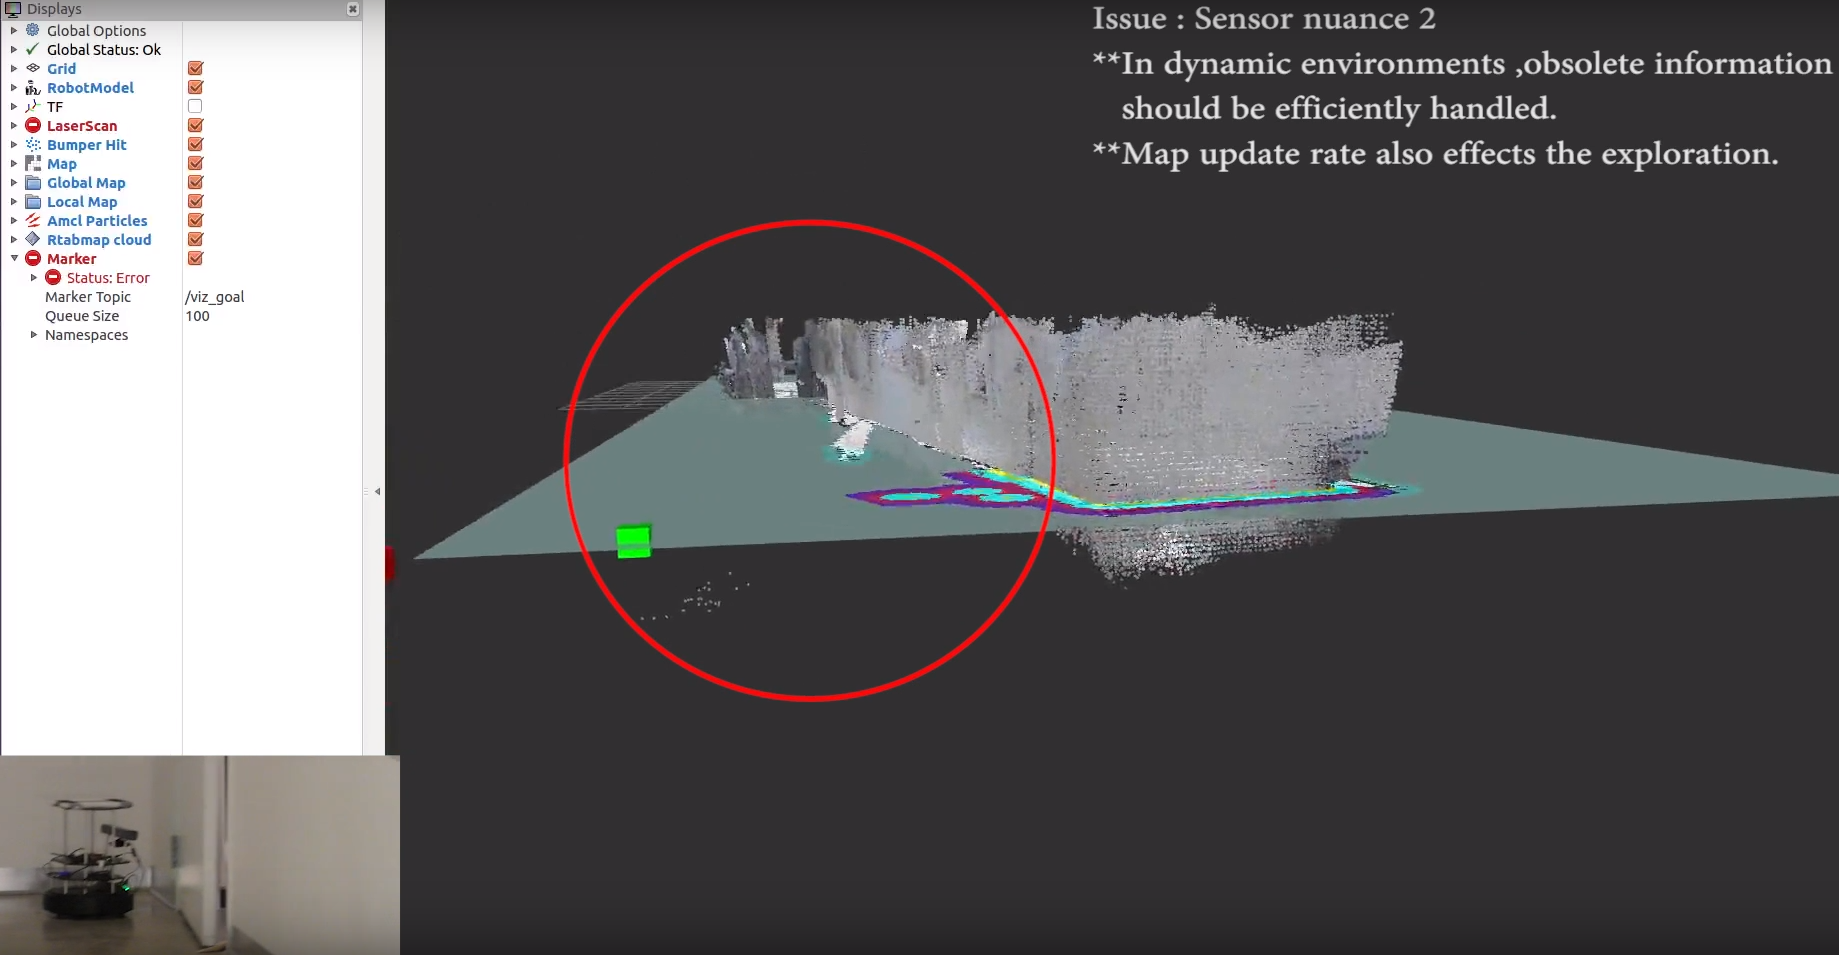 Displays
Global Options
Global Status: Ok
Grid
RobotModel
TF
LaserScan
Bumper Hit
Map
Global Map
Local Map
Amcl Particles
Rtabmap cloud
Marker
Status: Error
Marker Topic /viz_goal
Queue Size 100
Namespaces
Issue : Sensor nuance 2
**In dynamic environments ,obsolete information
should be efficiently handled.
**Map update rate also effects the exploration.